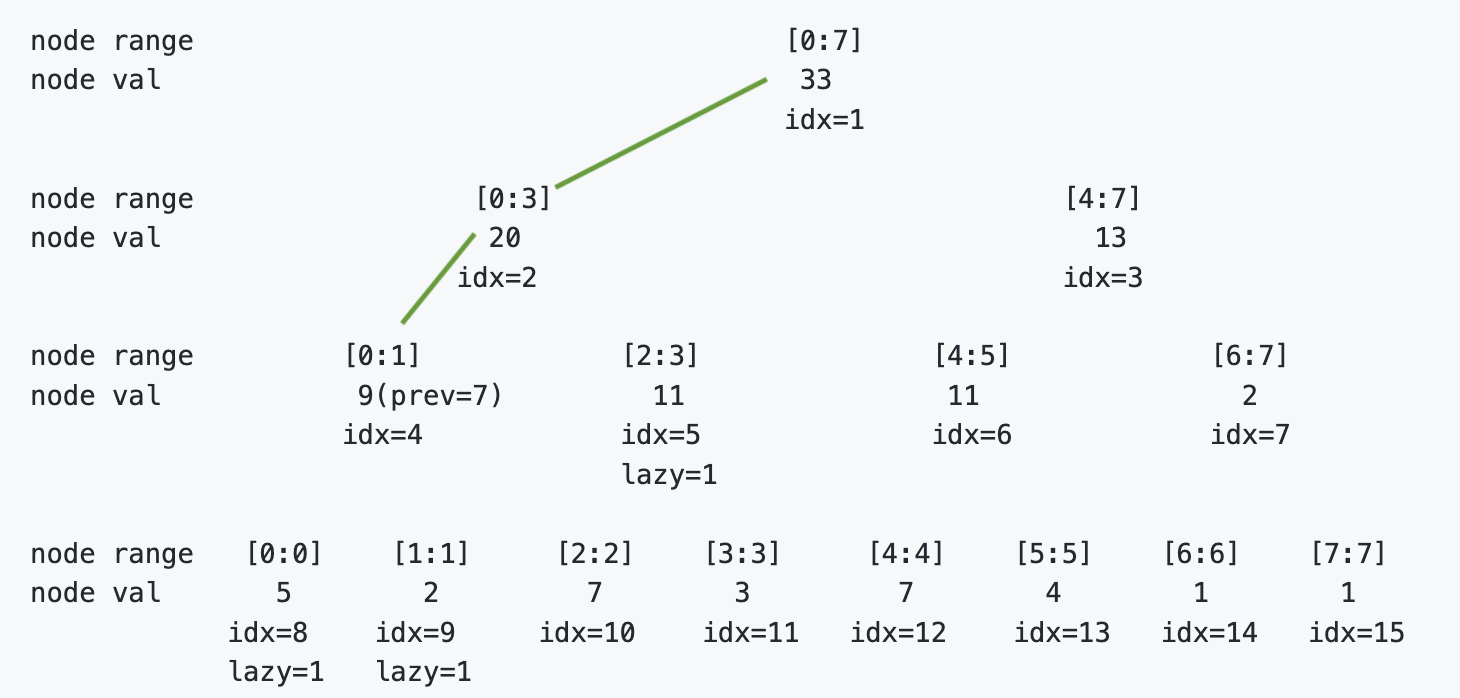 node range [0:7]
node val 33
idx=1
node range [0:3] [4:7]
node val 20 13
idx=2 idx=3
node range [0:1] [2:3] [4:5] [6:7]
node val 9(prev=7) 11 11 2
idx=4 idx=5 idx=6 idx=7
lazy=1
node range [0:0] [1:1] [2:2] [3:3] [4:4] [5:5] [6:6] [7:7]
node val 5 2 7 3 7 4 1 1
idx=8 idx=9 idx=10 idx=11 idx=12 idx=13 idx=14 idx=15
lazy=1 lazy=1